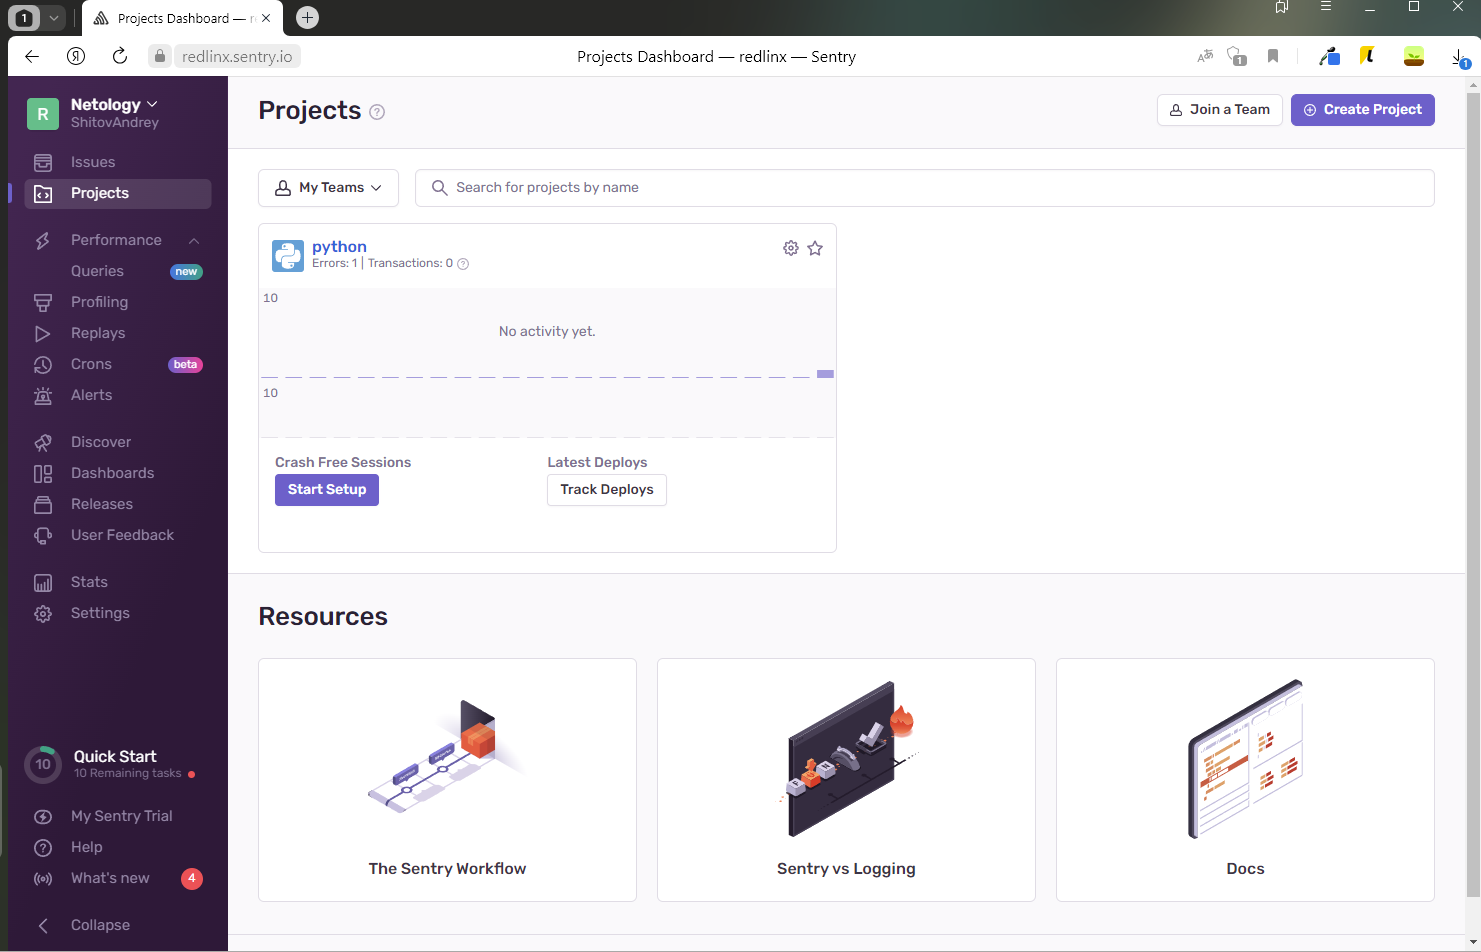 1
Projects Dashboard — re
Я
redlinx.sentry.io
Projects Dashboard — redlinx — Sentry
1
1
R
Netology
ShitovAndrey
Issues
Projects
Performance
Queries new
Profiling
Replays
Crons beta
Alerts
Discover
Dashboards
Releases
User Feedback
Stats
Settings
10
Quick Start
10 Remaining tasks
My Sentry Trial
Help
What's new 4
Collapse
Projects
Join a Team
Create Project
My Teams
Search for projects by name
python
Errors: 1 | Transactions: 0
10
No activity yet.
10
Crash Free Sessions
Latest Deploys
Start Setup
Track Deploys
Resources
The Sentry Workflow
Sentry vs Logging
Docs